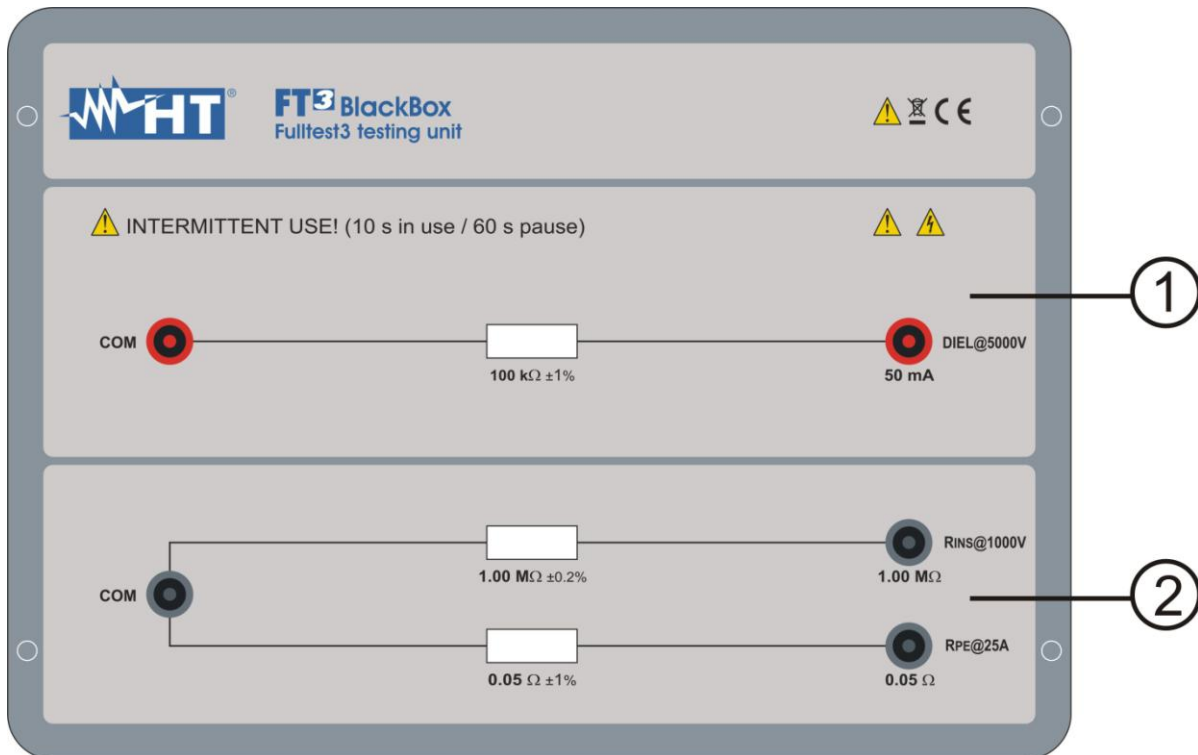 HT®
FT3 BlackBox
Fulltest3 testing unit
CE
INTERMITTENT USE! (10 s in use / 60 s pause)
1
COM
DIEL@5000V
100 kΩ ±1%
50 mA
RINS@1000V
1.00 MΩ ±0.2%
1.00 MΩ
COM
2
RPE@25A
0.05 Ω ±1%
0.05 Ω